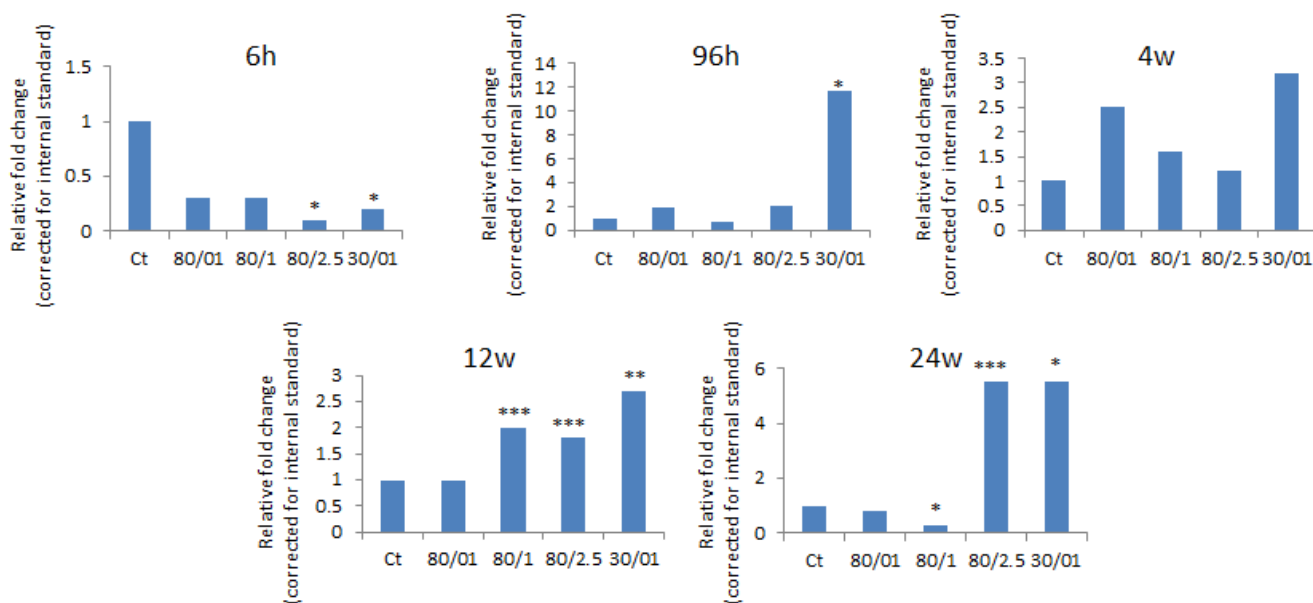 6h
Relative fold change
(corrected for internal standard)
1.5
1
0.5
0
*
*
Ct 80/01 80/1 80/2.5 30/01
96h
Relative fold change
(corrected for internal standard)
14
12
10
8
6
4
2
0
*
Ct 80/01 80/1 80/2.5 30/01
4w
Relative fold change
(corrected for internal standard)
3.5
3
2.5
2
1.5
1
0.5
0
Ct 80/01 80/1 80/2.5 30/01
12w
Relative fold change
(corrected for internal standard)
3
2.5
2
1.5
1
0.5
0
***
***
**
Ct 80/01 80/1 80/2.5 30/01
24w
Relative fold change
(corrected for internal standard)
6
4
2
0
*
***
*
Ct 80/01 80/1 80/2.5 30/01